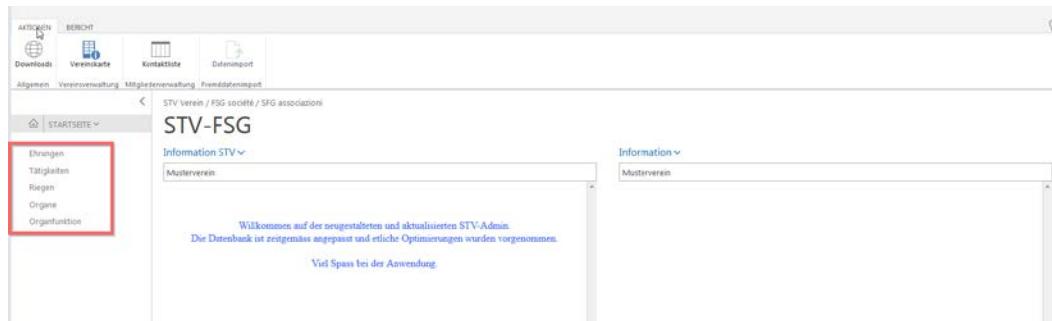 AKTIONEN BERICHT
Downloads Vereinskarte Kontaktliste Datenimport
Allgemein Vereinsverwaltung Mitgliederverwaltung Fremddatenimport
STV Verein / FSG société / SFG associazioni
STARTSEITE
STV-FSG
Ehrungen
Tätigkeiten
Riegen
Organe
Organfunktion
Information STV
Musterverein
Willkommen auf der neugestalteten und aktualisierten STV-Admin.
Die Datenbank ist zeitgemäss angepasst und etliche Optimierungen wurden vorgenommen.
Viel Spass bei der Anwendung.
Information
Musterverein